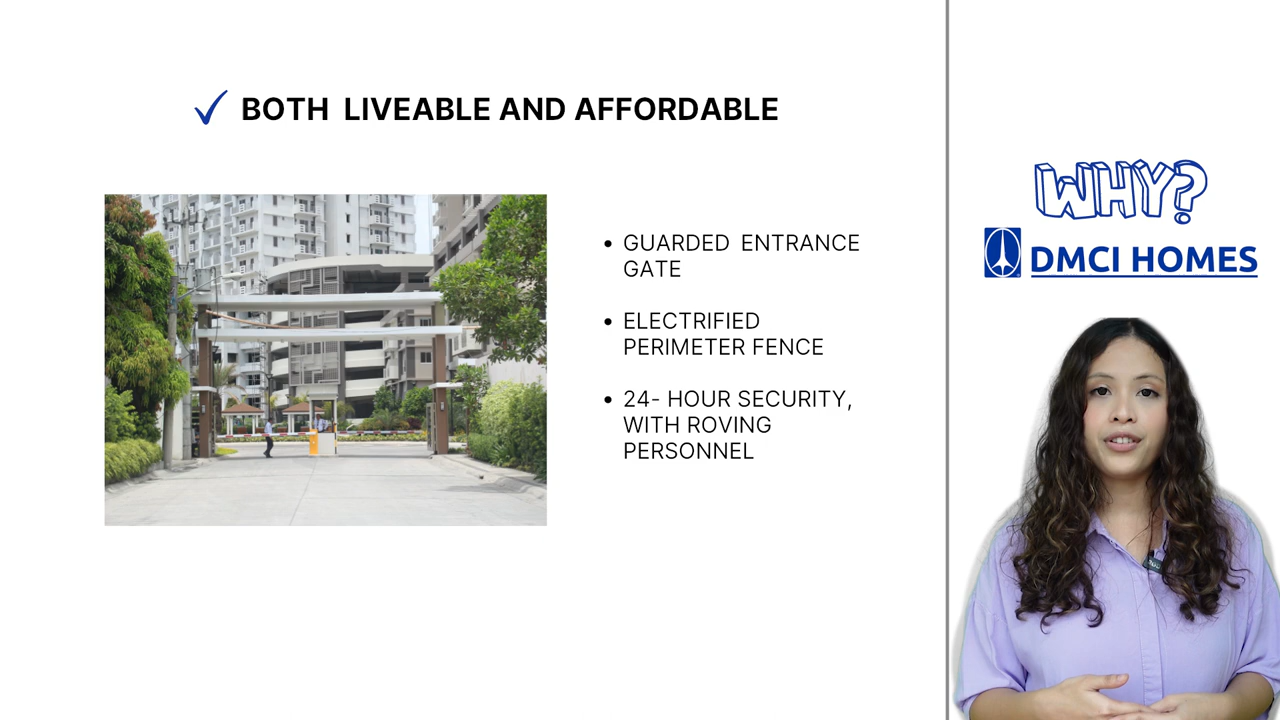 BOTH LIVEABLE AND AFFORDABLE
• GUARDED ENTRANCE
GATE
• ELECTRIFIED
PERIMETER FENCE
• 24- HOUR SECURITY,
WITH ROVING
PERSONNEL
WHY?
DMCI HOMES